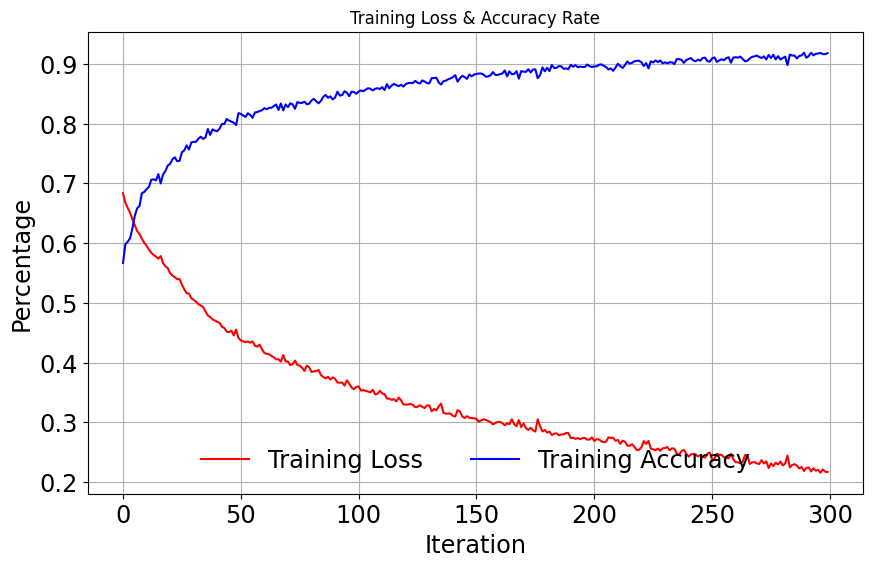 Training Loss & Accuracy Rate
Percentage
0.9
0.8
0.7
0.6
0.5
0.4
0.3
0.2
Training Loss Training Accuracy
0 50 100 150 200 250 300
Iteration